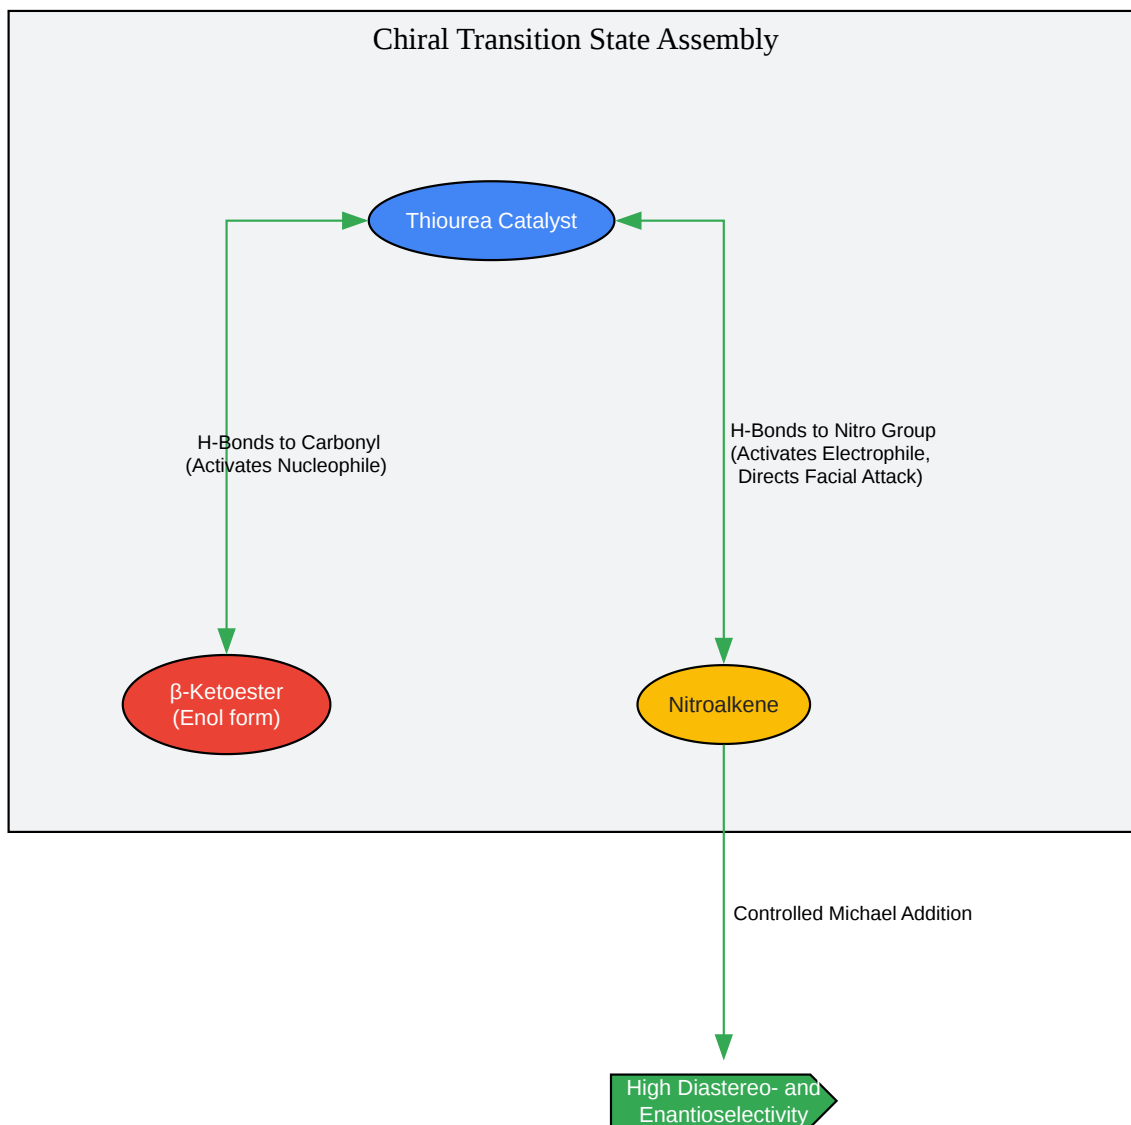 Chiral Transition State Assembly
Thiourea Catalyst
H-Bonds to Carbonyl
(Activates Nucleophile)
H-Bonds to Nitro Group
(Activates Electrophile,
Directs Facial Attack)
β-Ketoester
(Enol form)
Nitroalkene
Controlled Michael Addition
High Diastereo- and
Enantioselectivity